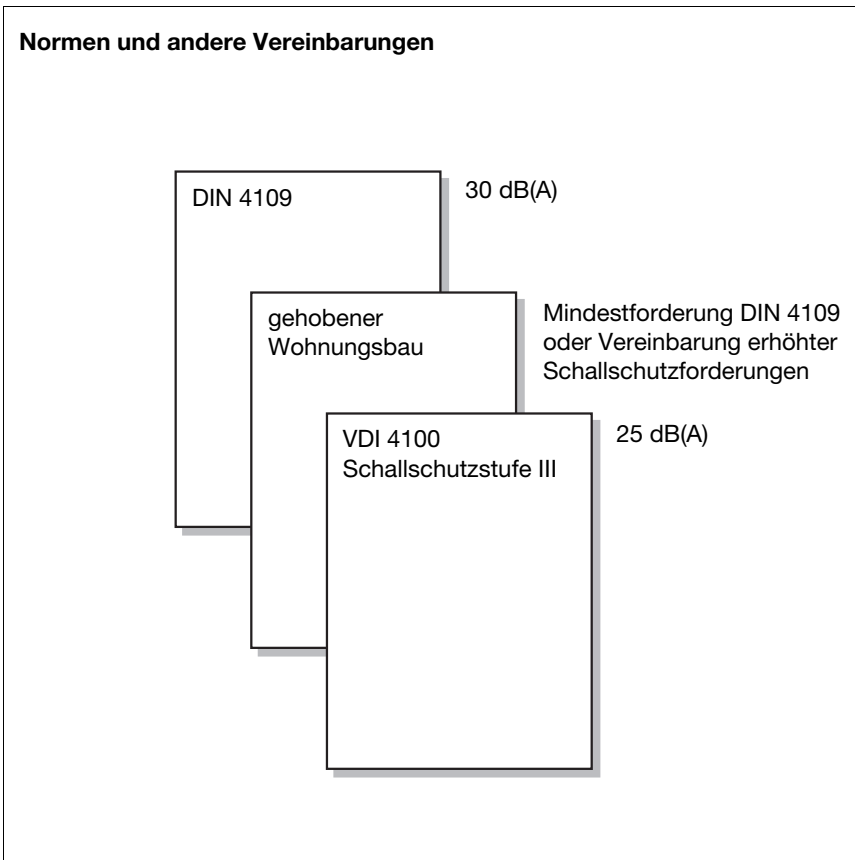 Normen und andere Vereinbarungen
DIN 4109
30 dB(A)
gehobener
Wohnungsbau
Mindestforderung DIN 4109
oder Vereinbarung erhöhter
Schallschutzforderungen
VDI 4100
Schallschutzstufe III
25 dB(A)